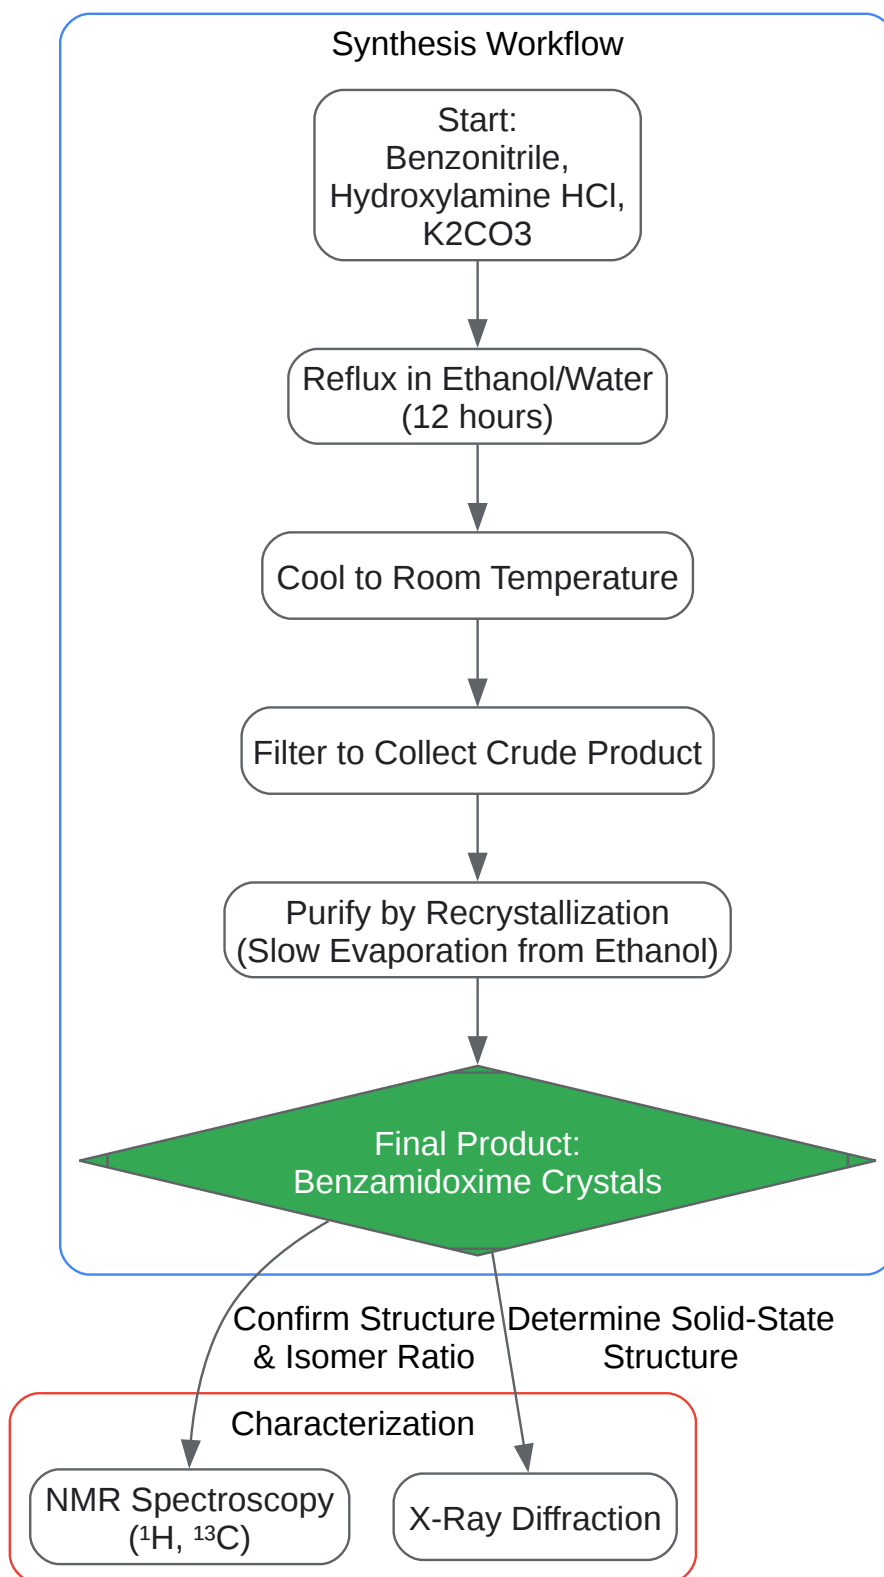 Synthesis Workflow
Start:
Benzonitrile,
Hydroxylamine HCl,
K2CO3
Reflux in Ethanol/Water
(12 hours)
Cool to Room Temperature
Filter to Collect Crude Product
Purify by Recrystallization
(Slow Evaporation from Ethanol)
Final Product:
Benzamidoxime Crystals
Confirm Structure
& Isomer Ratio
Determine Solid-State
Structure
Characterization
NMR Spectroscopy
(¹H, ¹³C)
X-Ray Diffraction